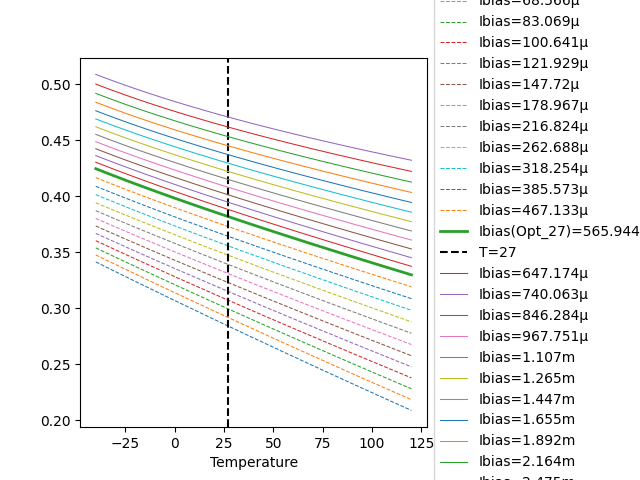 0.50
0.45
0.40
0.35
0.30
0.25
0.20
−25
0
25
50
75
100
125
Temperature
Ibias=68.566μ
Ibias=83.069μ
Ibias=100.641μ
Ibias=121.929μ
Ibias=147.72μ
Ibias=178.967μ
Ibias=216.824μ
Ibias=262.688μ
Ibias=318.254μ
Ibias=385.573μ
Ibias=467.133μ
Ibias(Opt_27)=565.944
T=27
Ibias=647.174μ
Ibias=740.063μ
Ibias=846.284μ
Ibias=967.751μ
Ibias=1.107m
Ibias=1.265m
Ibias=1.447m
Ibias=1.655m
Ibias=1.892m
Ibias=2.164m